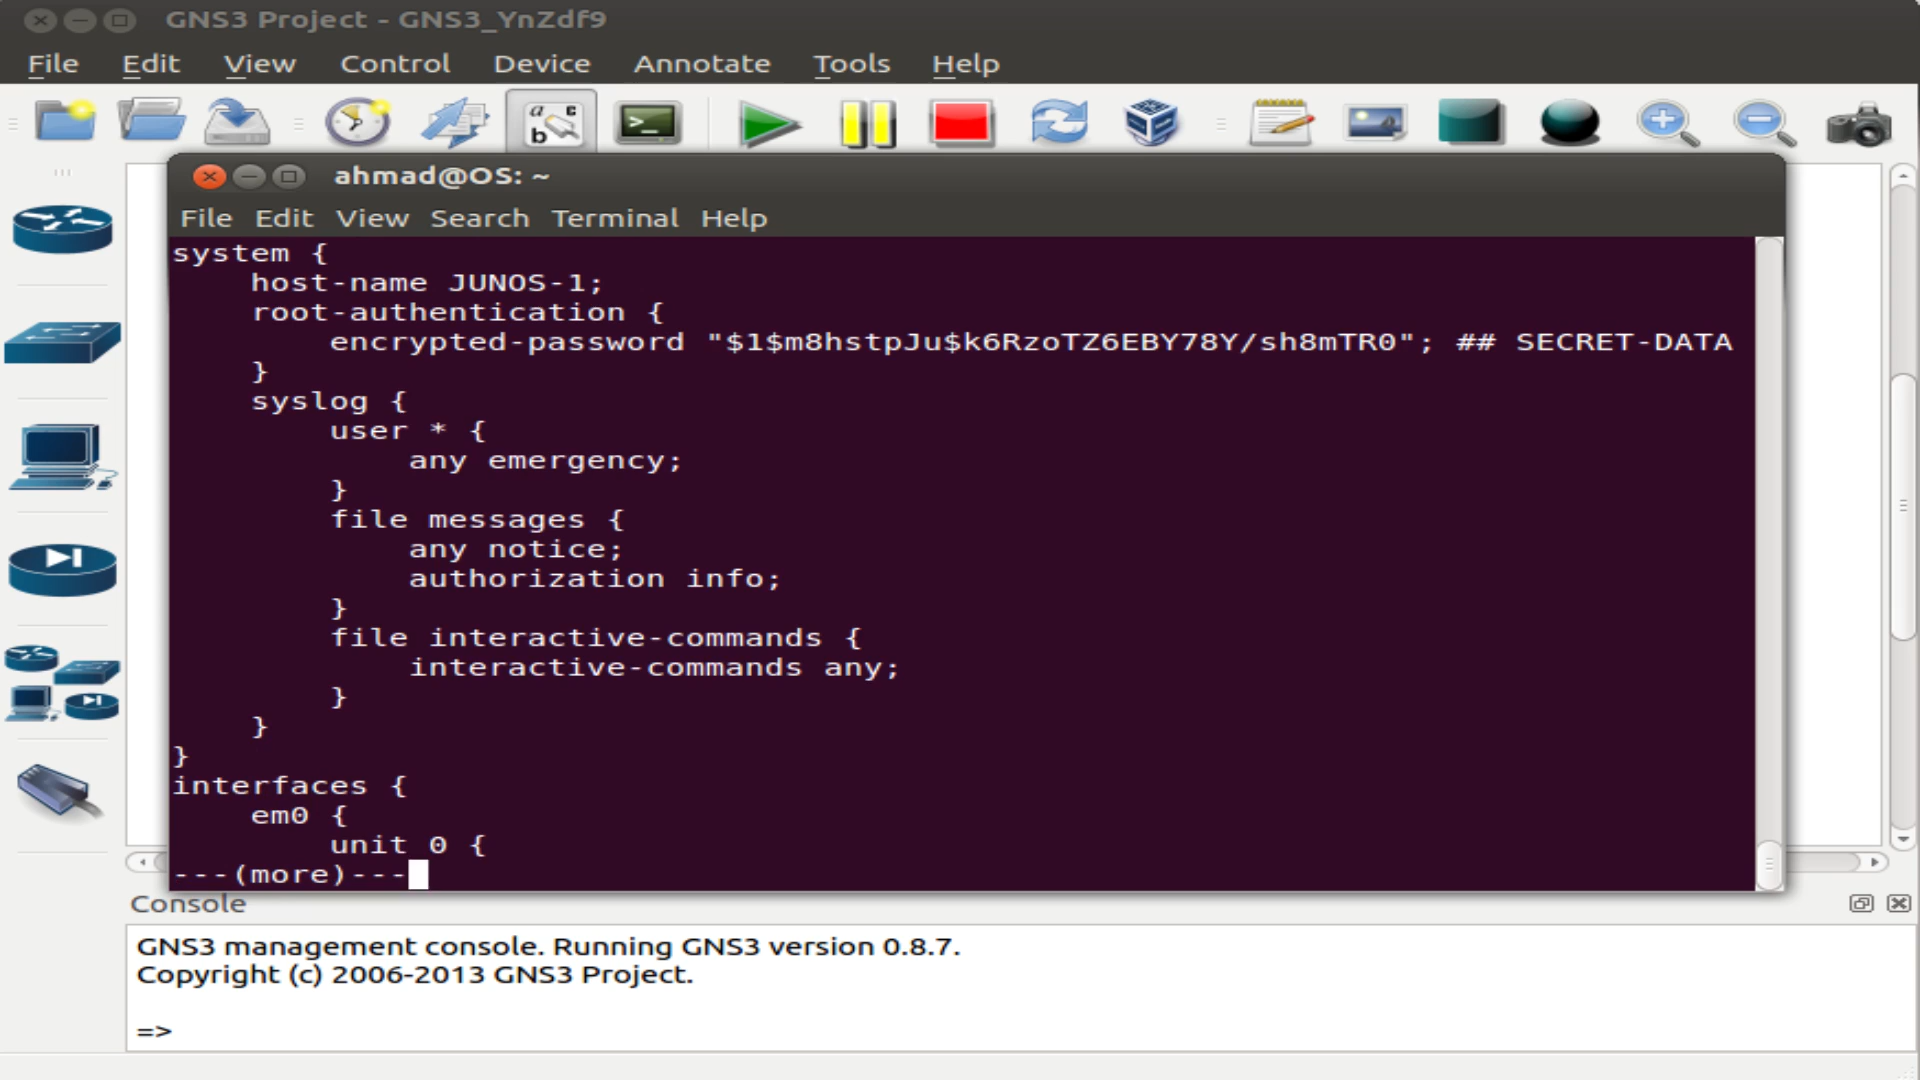 GNS3 Project - GNS3_YnZdf9
File Edit View Control Device Annotate Tools Help
ahmad@OS: ~
File Edit View Search Terminal Help
system {
    host-name JUNOS-1;
    root-authentication {
        encrypted-password "$1$m8hstpJu$k6RzoTZ6EBY78Y/sh8mTR0"; ## SECRET-DATA
    }
    syslog {
        user * {
            any emergency;
        }
        file messages {
            any notice;
            authorization info;
        }
        file interactive-commands {
            interactive-commands any;
        }
    }
}
interfaces {
    em0 {
        unit 0 {
---(more)---
Console
GNS3 management console. Running GNS3 version 0.8.7.
Copyright (c) 2006-2013 GNS3 Project.
=>